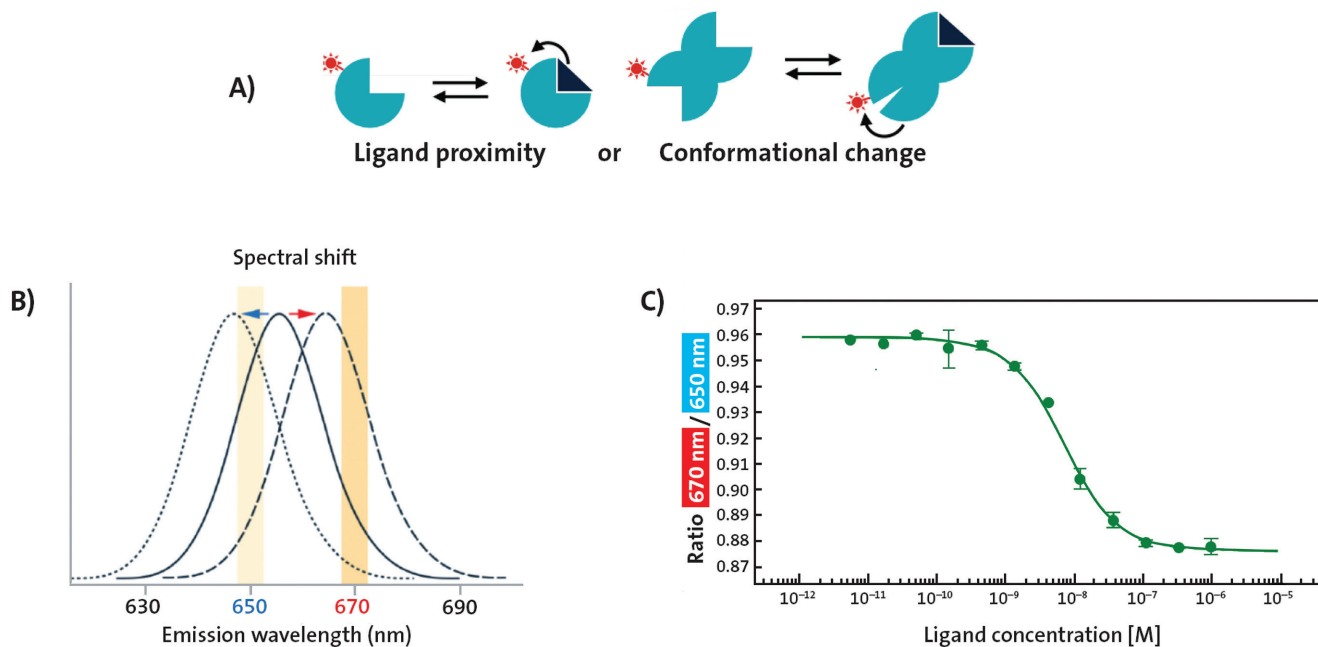 A)
Ligand proximity or Conformational change
B)
Spectral shift
630 650 670 690
Emission wavelength (nm)
C)
Ratio 670 nm / 650 nm
0.97
0.96
0.95
0.94
0.93
0.92
0.91
0.90
0.89
0.88
0.87
10⁻¹² 10⁻¹¹ 10⁻¹⁰ 10⁻⁹ 10⁻⁸ 10⁻⁷ 10⁻⁶ 10⁻⁵
Ligand concentration [M]